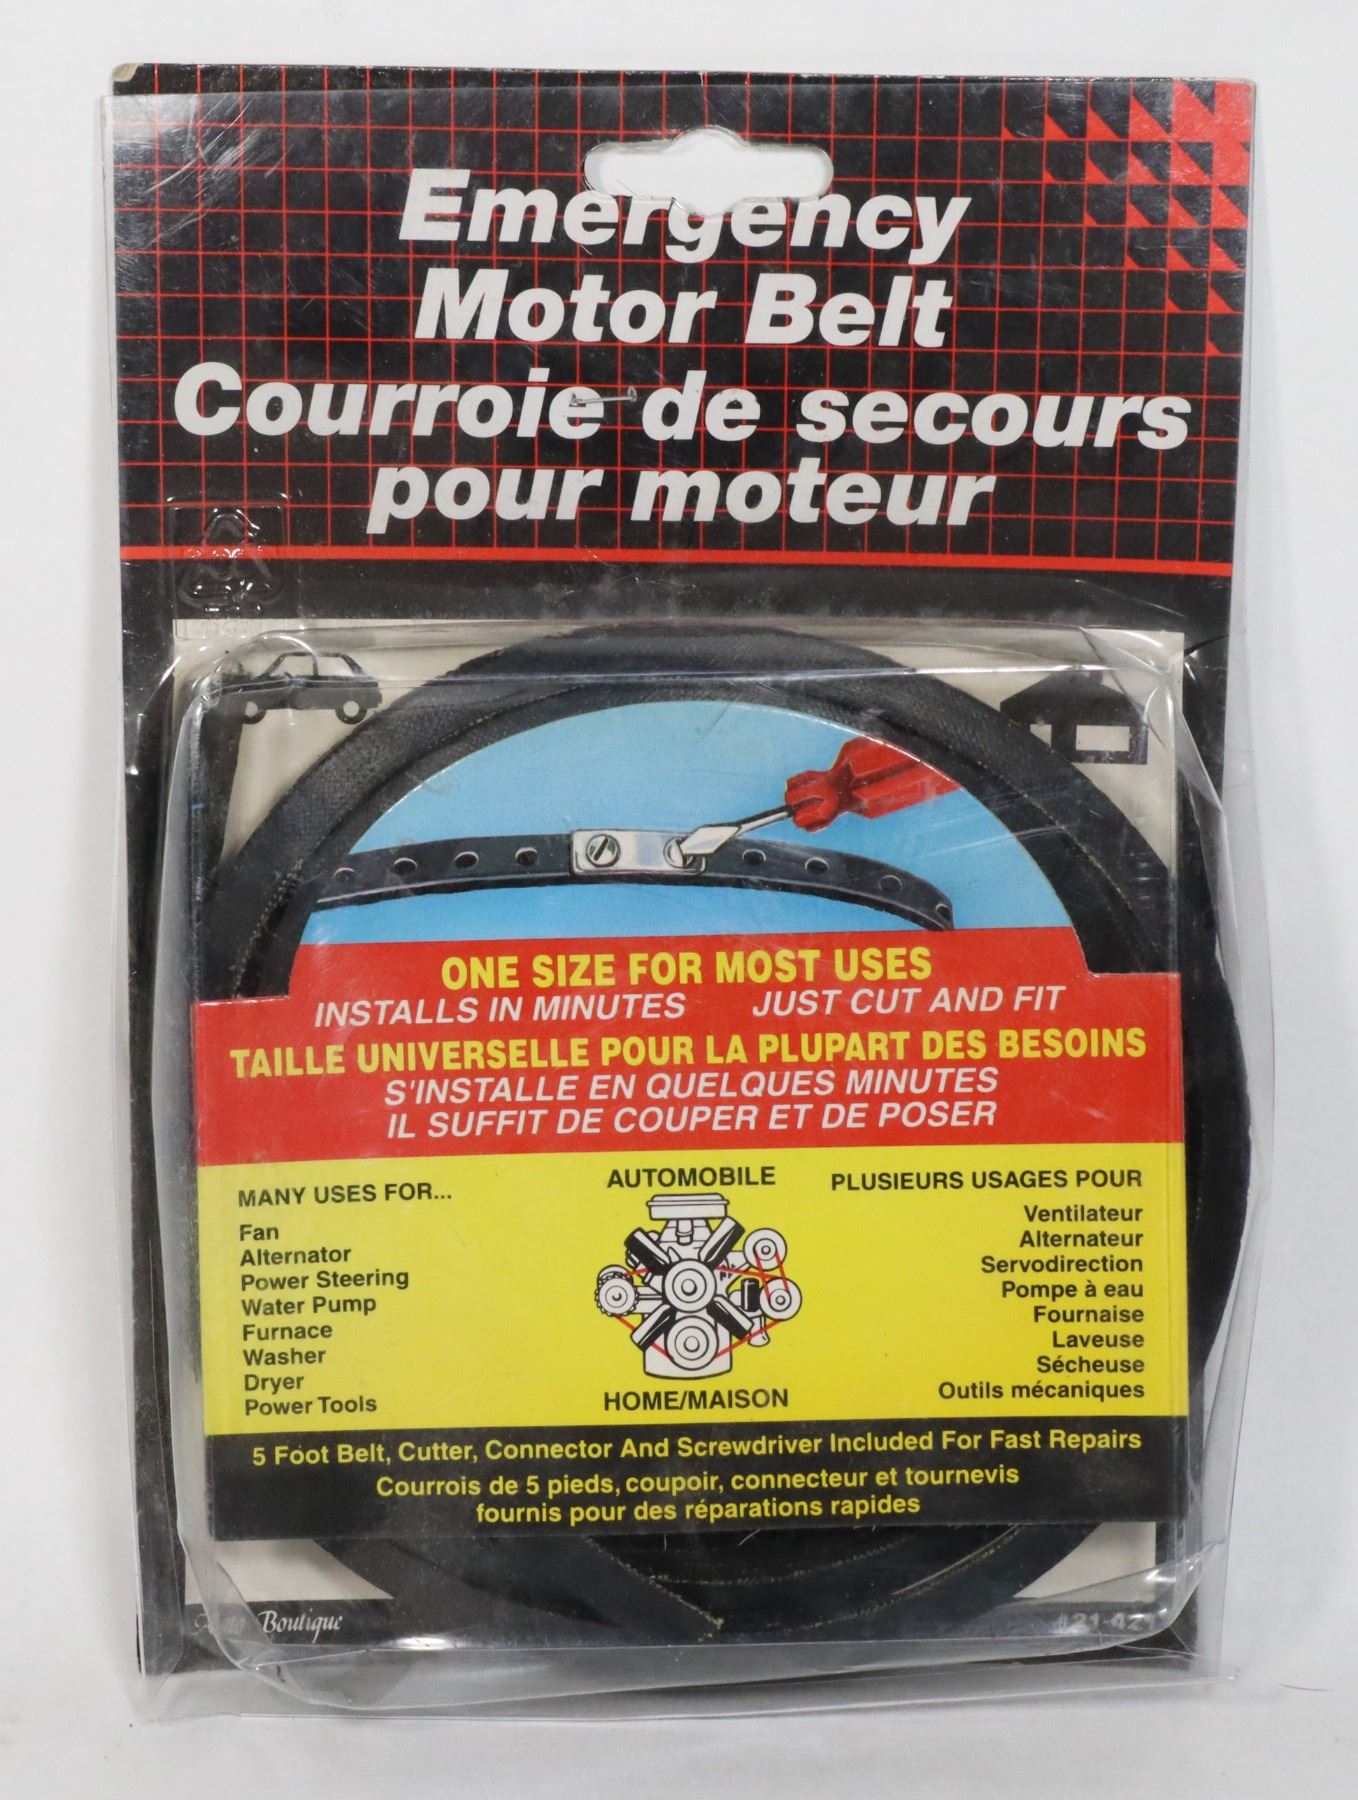 Emergency
Motor Belt
Courroie de secours
pour moteur
ONE SIZE FOR MOST USES
INSTALLS IN MINUTES JUST CUT AND FIT
TAILLE UNIVERSELLE POUR LA PLUPART DES BESOINS
S'INSTALLE EN QUELQUES MINUTES
IL SUFFIT DE COUPER ET DE POSER
MANY USES FOR...
Fan
Alternator
Power Steering
Water Pump
Furnace
Washer
Dryer
Power Tools
AUTOMOBILE
HOME/MAISON
PLUSIEURS USAGES POUR
Ventilateur
Alternateur
Servodirection
Pompe à eau
Fournaise
Laveuse
Sécheuse
Outils mécaniques
5 Foot Belt, Cutter, Connector And Screwdriver Included For Fast Repairs
Courrois de 5 pieds, coupoir, connecteur et tournevis
fournis pour des réparations rapides
Auto Boutique
#21-421